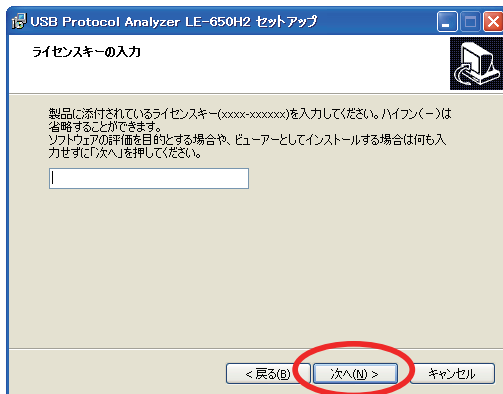 USB Protocol Analyzer LE-650H2 セットアップ
ライセンスキーの入力
製品に添付されているライセンスキー(xxxx-xxxxxx)を入力してください。ハイフン(－)は
省略することができます。
ソフトウェアの評価を目的とする場合や、ビューアーとしてインストールする場合は何も入
力せずに「次へ」を押してください。
< 戻る(B) 次へ(N) > キャンセル